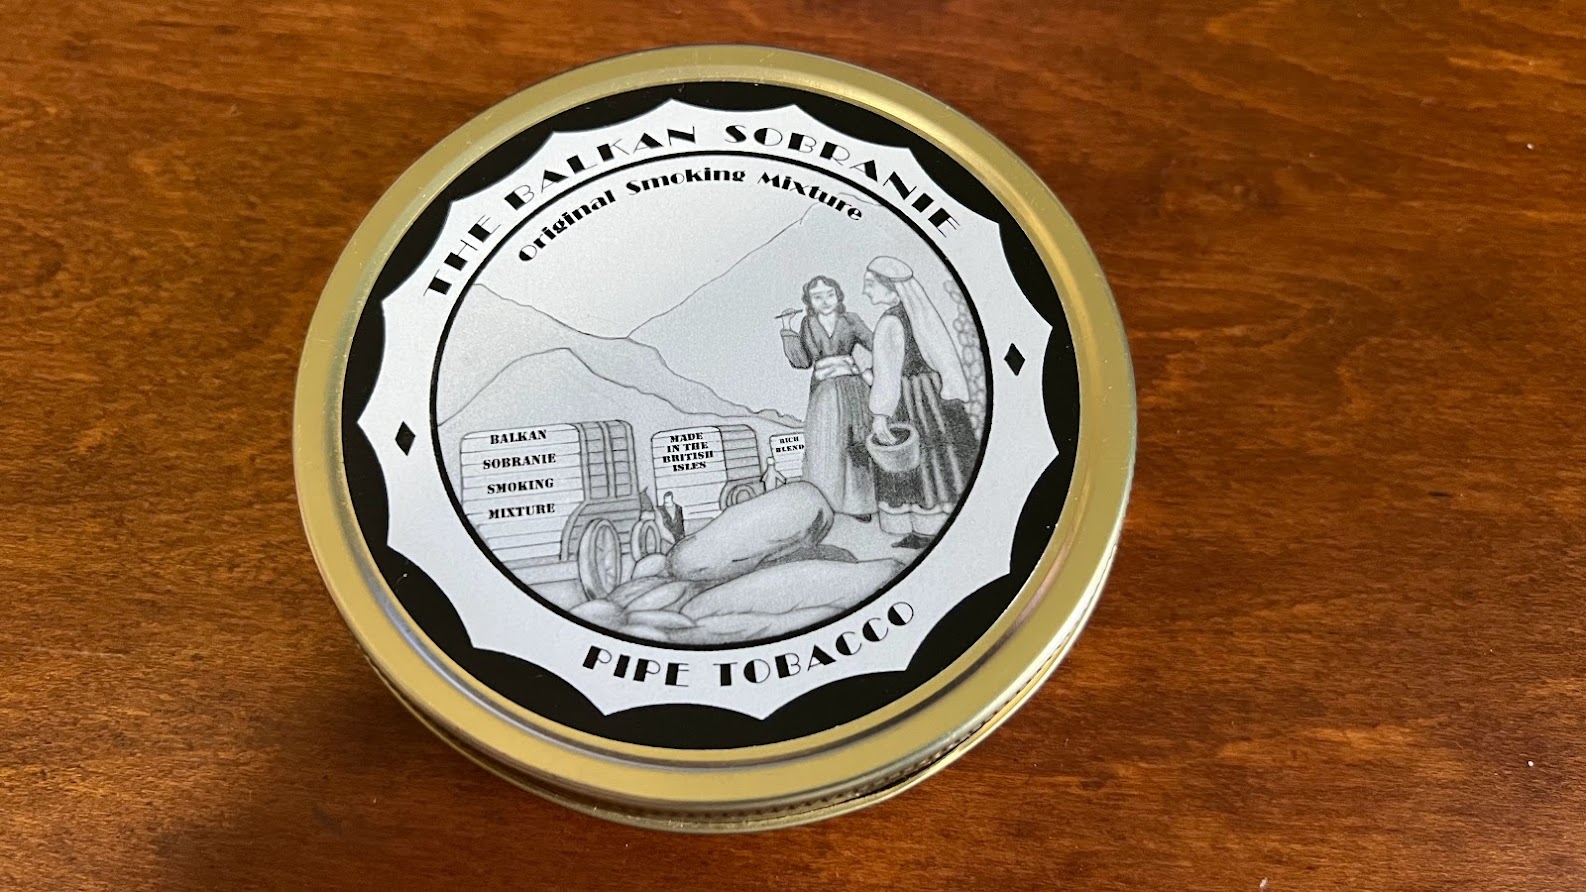 THE BALKAN SOBRANIE
Original Smoking Mixture
BALKAN
SOBRANIE
SMOKING
MIXTURE
MADE
IN THE
BRITISH
ISLES
RICH
BLEND
PIPE TOBACCO